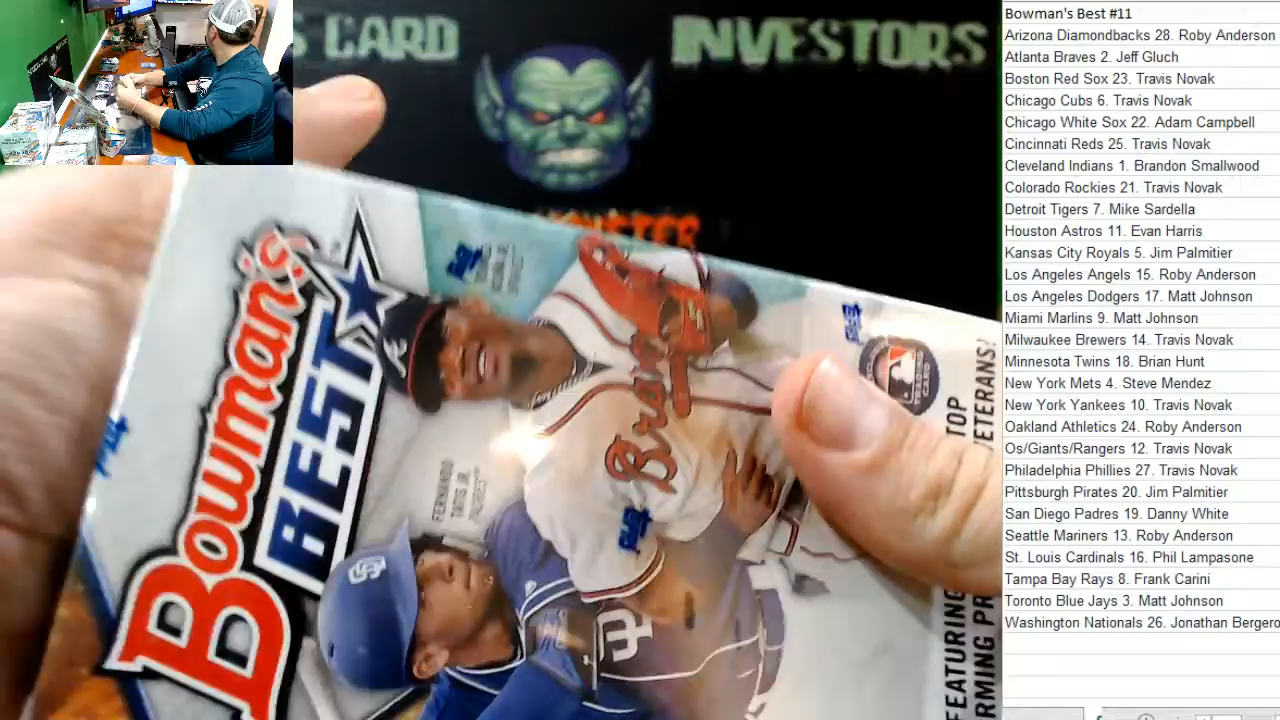 S CARD INVESTORS
Bowman's
BEST
FERNANDO
TATIS JR.
PADRES
Braves
A
SD
SD
TOP
VETERANS!
FEATURING
RMING PR
Bowman's Best #11
Arizona Diamondbacks 28. Roby Anderson
Atlanta Braves 2. Jeff Gluch
Boston Red Sox 23. Travis Novak
Chicago Cubs 6. Travis Novak
Chicago White Sox 22. Adam Campbell
Cincinnati Reds 25. Travis Novak
Cleveland Indians 1. Brandon Smallwood
Colorado Rockies 21. Travis Novak
Detroit Tigers 7. Mike Sardella
Houston Astros 11. Evan Harris
Kansas City Royals 5. Jim Palmitier
Los Angeles Angels 15. Roby Anderson
Los Angeles Dodgers 17. Matt Johnson
Miami Marlins 9. Matt Johnson
Milwaukee Brewers 14. Travis Novak
Minnesota Twins 18. Brian Hunt
New York Mets 4. Steve Mendez
New York Yankees 10. Travis Novak
Oakland Athletics 24. Roby Anderson
Os/Giants/Rangers 12. Travis Novak
Philadelphia Phillies 27. Travis Novak
Pittsburgh Pirates 20. Jim Palmitier
San Diego Padres 19. Danny White
Seattle Mariners 13. Roby Anderson
St. Louis Cardinals 16. Phil Lampasone
Tampa Bay Rays 8. Frank Carini
Toronto Blue Jays 3. Matt Johnson
Washington Nationals 26. Jonathan Bergero